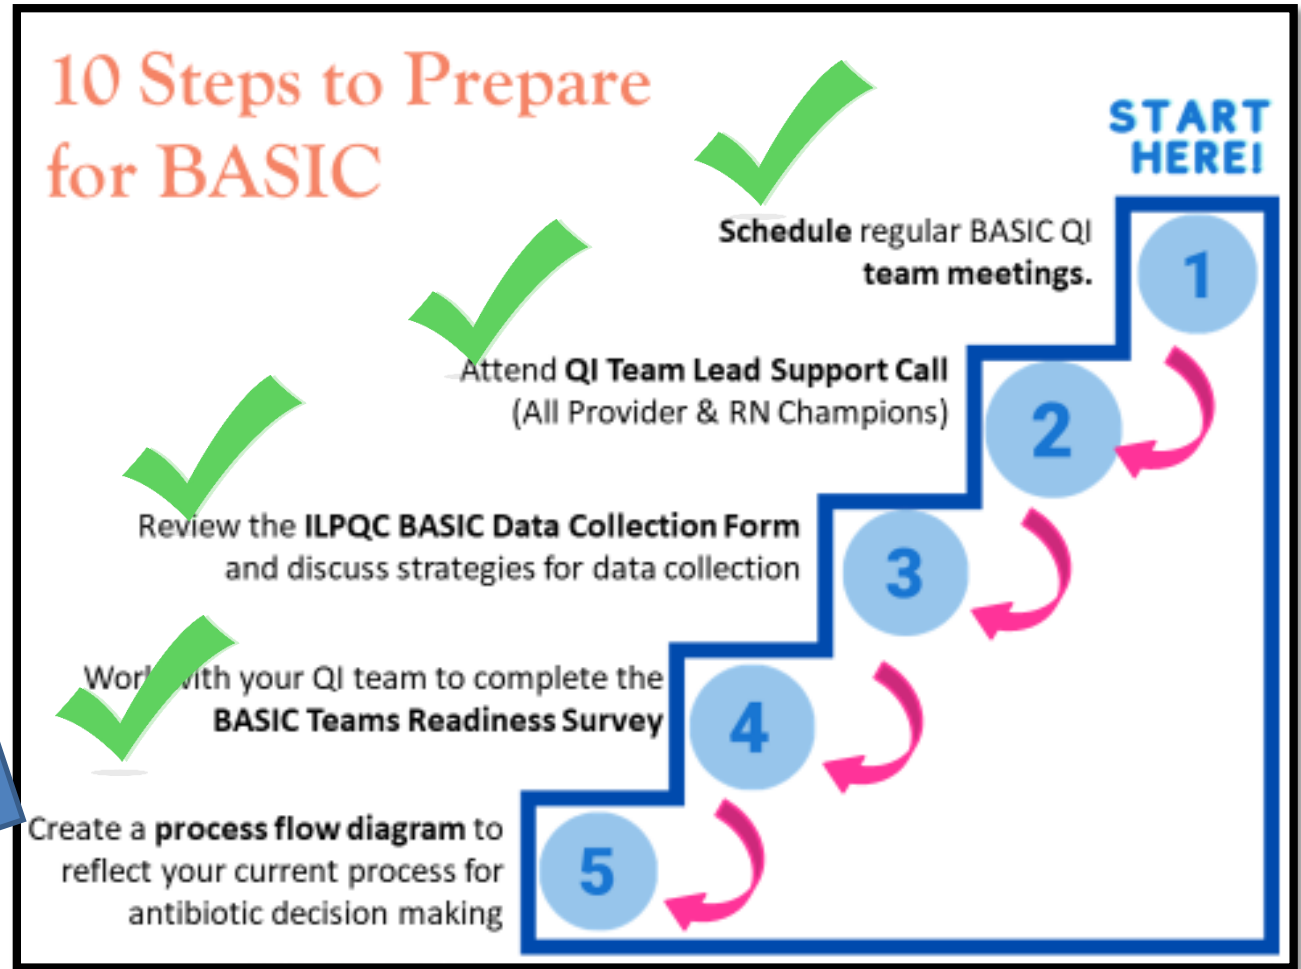 10 Steps to Prepare
for BASIC
START
HERE!
Schedule regular BASIC QI
team meetings.
1
Attend QI Team Lead Support Call
(All Provider & RN Champions)
2
Review the ILPQC BASIC Data Collection Form
and discuss strategies for data collection
3
Work with your QI team to complete the
BASIC Teams Readiness Survey
4
Create a process flow diagram to
reflect your current process for
antibiotic decision making
5